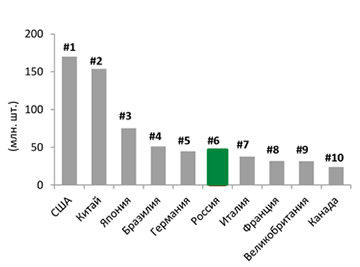 200
150
100
50
0
(млн. шт.)
#1
#2
#3
#4
#5
#6
#7
#8
#9
#10
США
Китай
Япония
Бразилия
Германия
Россия
Италия
Франция
Великобритания
Канада